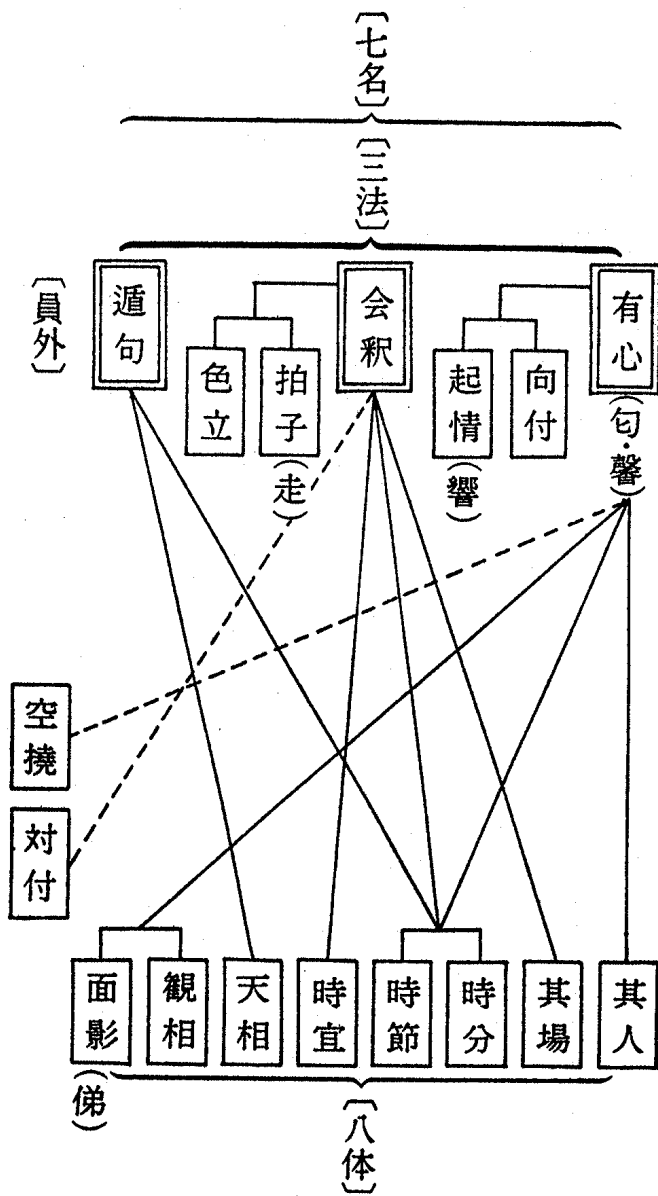 〔七名〕
〔三法〕
有心(匂・馨)
向付
起情(響)
会釈
拍子(走)
色立
遁句
〔員外〕
空撓
対付
其人
其場
時分
時節
時宜
天相
観相
面影(俤)
〔八体〕